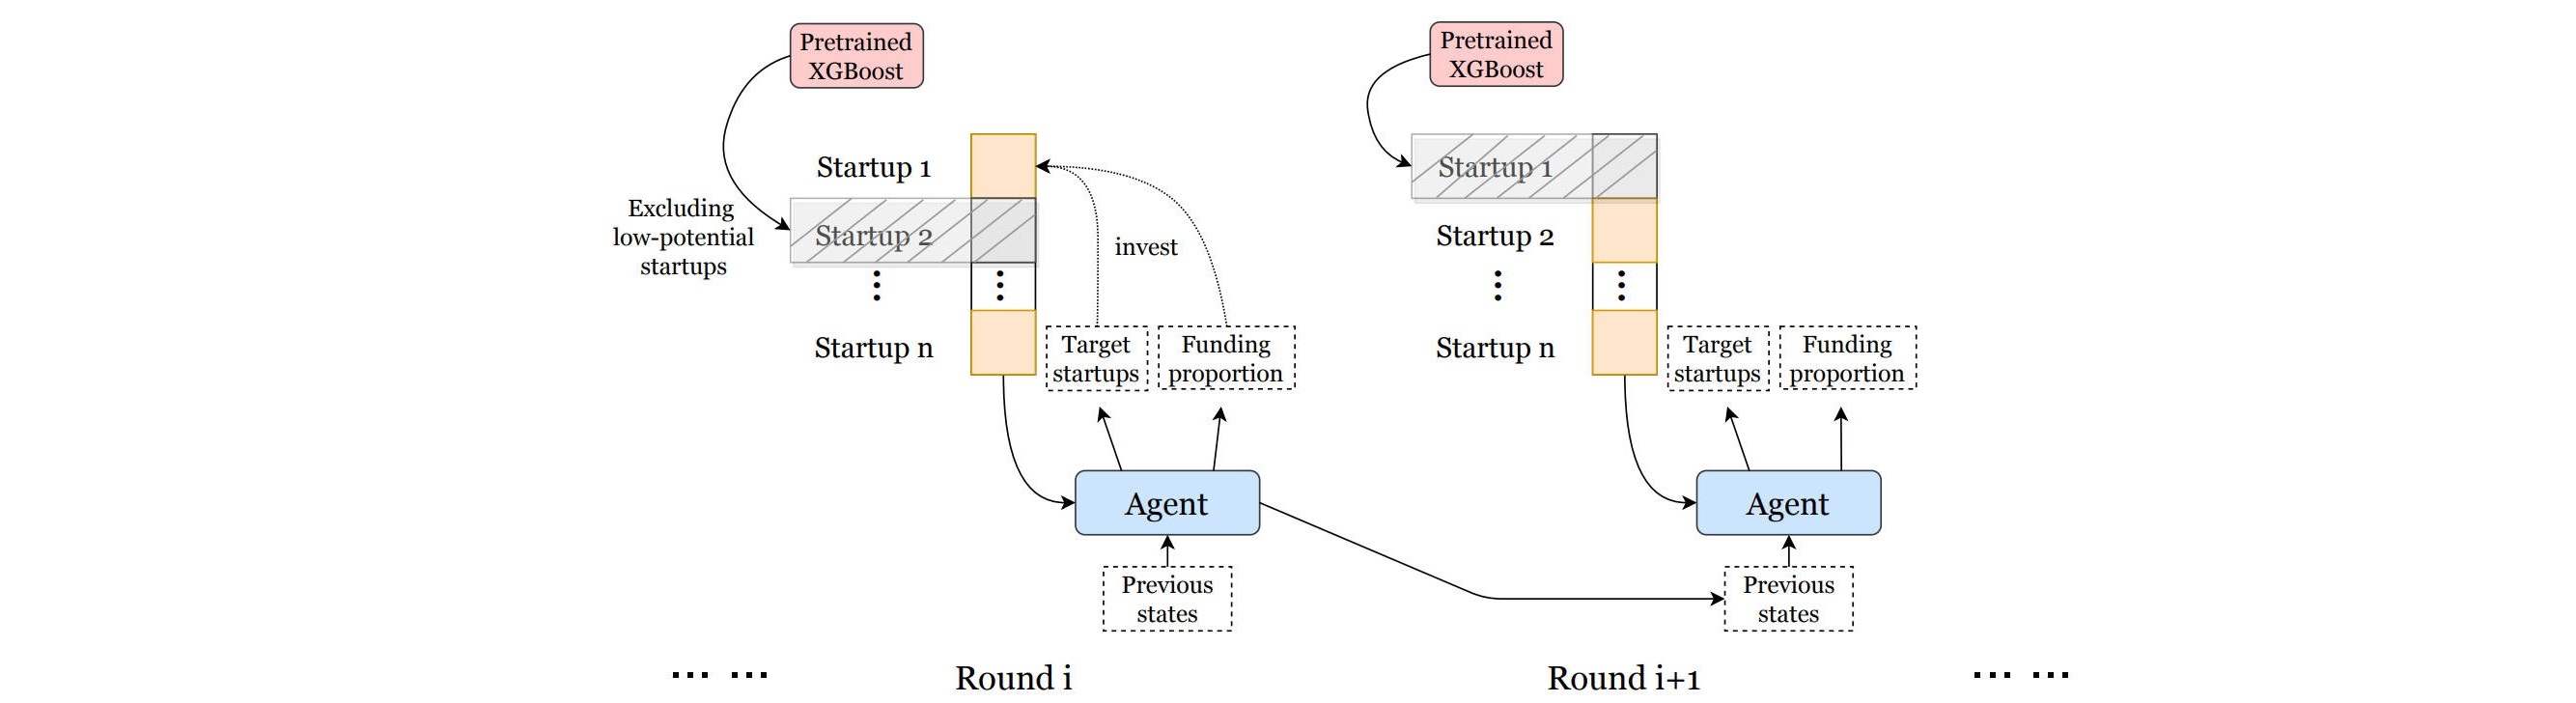 Pretrained
XGBoost
Startup 1
Excluding
low-potential
startups
Startup 2
⋮
⋮
Startup n
invest
Target
startups
Funding
proportion
Agent
Previous
states
Pretrained
XGBoost
Startup 1
Startup 2
⋮
⋮
Startup n
Target
startups
Funding
proportion
Agent
Previous
states
... ...
Round i
Round i+1
... ...